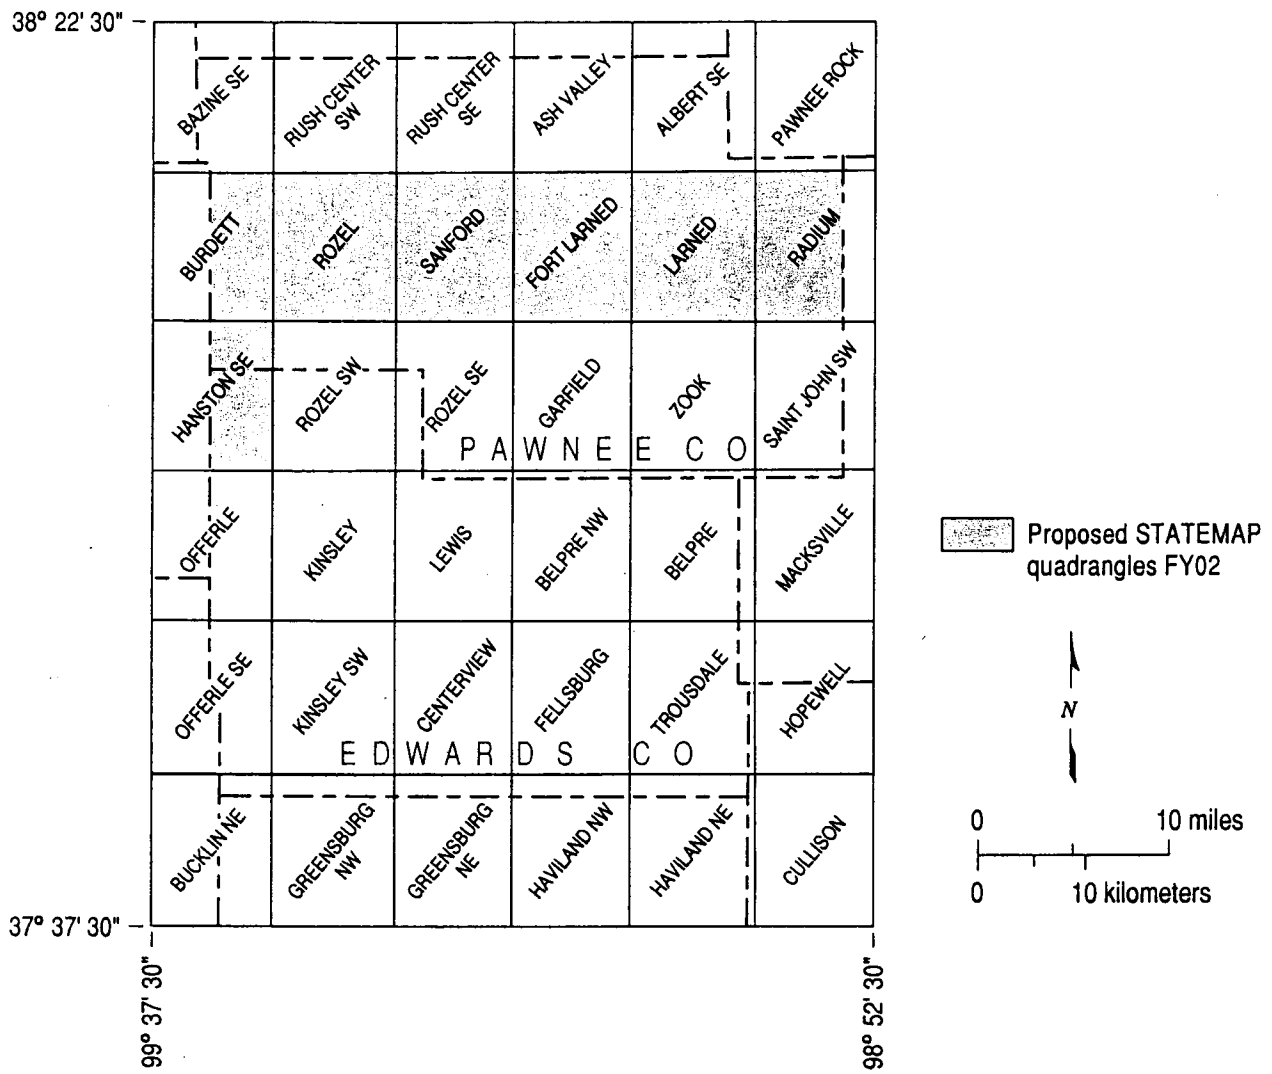 38° 22' 30"
BAZINE SE
RUSH CENTER
SW
RUSH CENTER
SE
ASH VALLEY
ALBERT SE
PAWNEE ROCK
BURDETT
ROZEL
SANFORD
FORT LARNED
LARNED
RADIUM
HANSTON SE
ROZEL SW
ROZEL SE
GARFIELD
ZOOK
SAINT JOHN SW
PAWNEE CO
OFFERLE
KINSLEY
LEWIS
BELPRE NW
BELPRE
MACKSVILLE
OFFERLE SE
KINSLEY SW
CENTERVIEW
FELLSBURG
TROUSDALE
HOPEWELL
EDWARDS CO
BUCKLIN NE
GREENSBURG
NW
GREENSBURG
NE
HAVILAND NW
HAVILAND NE
CULLISON
37° 37' 30"
99° 37' 30"
98° 52' 30"
Proposed STATEMAP
quadrangles FY02
N
0 10 miles
0 10 kilometers